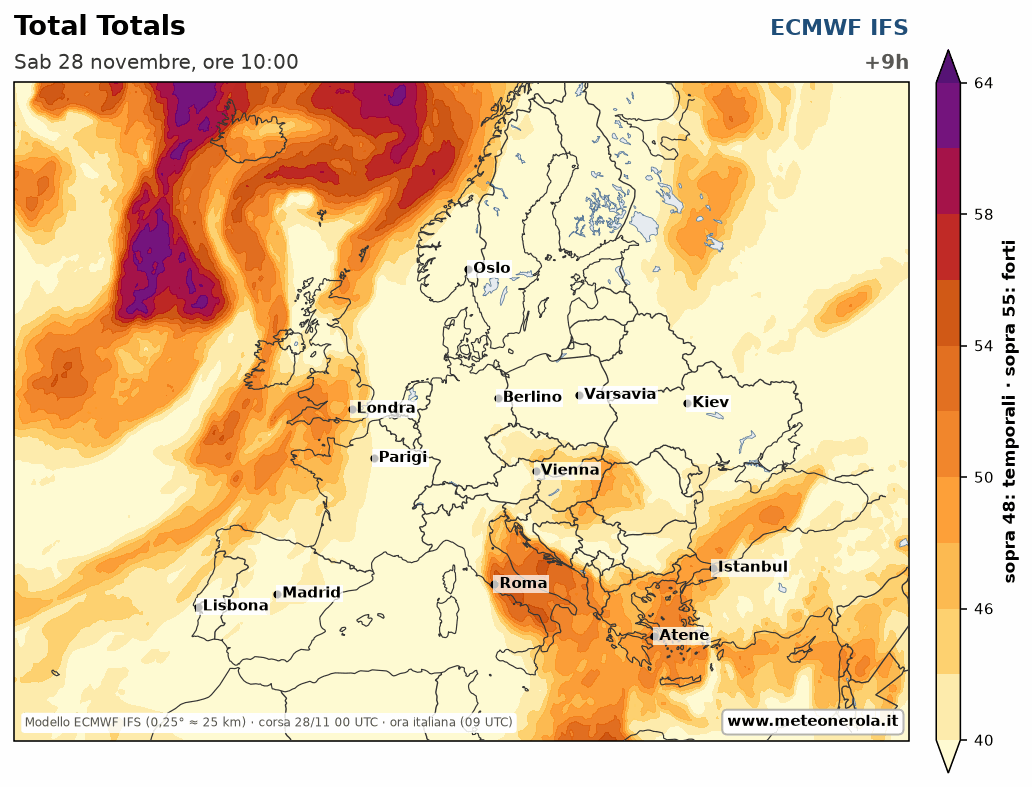 Total Totals
ECMWF IFS
Sab 28 novembre, ore 10:00
+9h
64
58
54
50
46
40
sopra 48: temporali · sopra 55: forti
Oslo
Berlino
Varsavia
Kiev
Londra
Parigi
Vienna
Istanbul
Roma
Madrid
Lisbona
Atene
Modello ECMWF IFS (0,25° ≈ 25 km) · corsa 28/11 00 UTC · ora italiana (09 UTC)
www.meteonerola.it